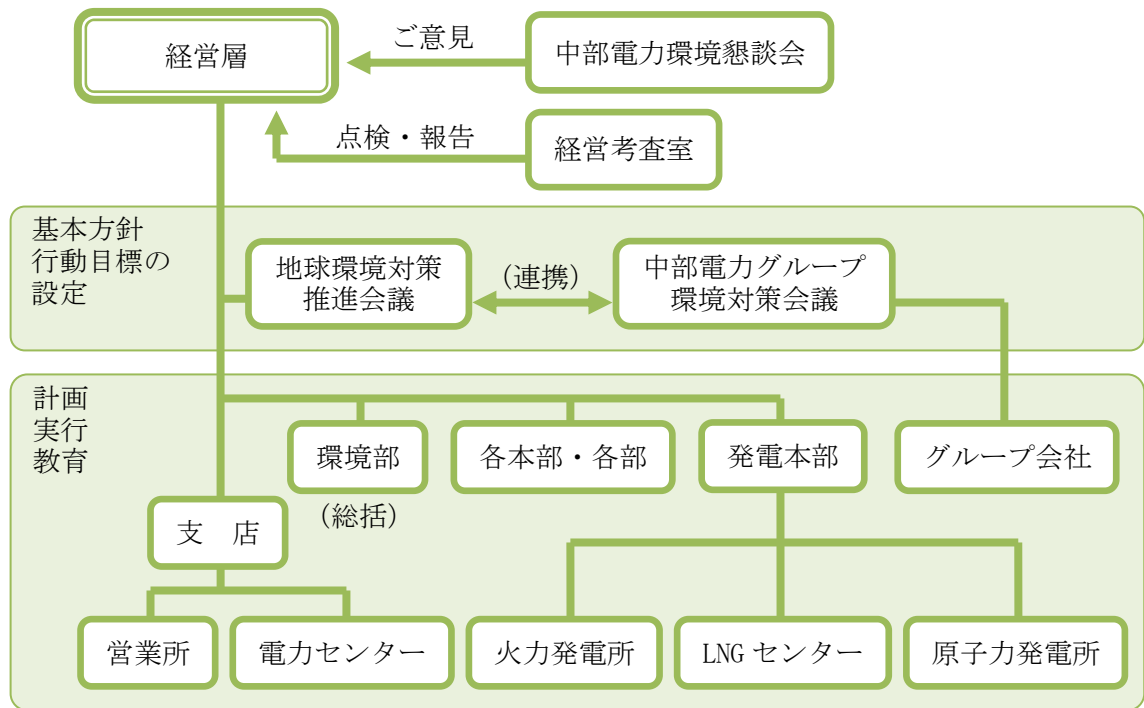 経営層
ご意見
中部電力環境懇談会
点検・報告
経営考査室
基本方針
行動目標の
設定
地球環境対策
推進会議
(連携)
中部電力グループ
環境対策会議
計画
実行
教育
環境部
(総括)
各本部・各部
発電本部
グループ会社
支　店
営業所
電力センター
火力発電所
LNG センター
原子力発電所